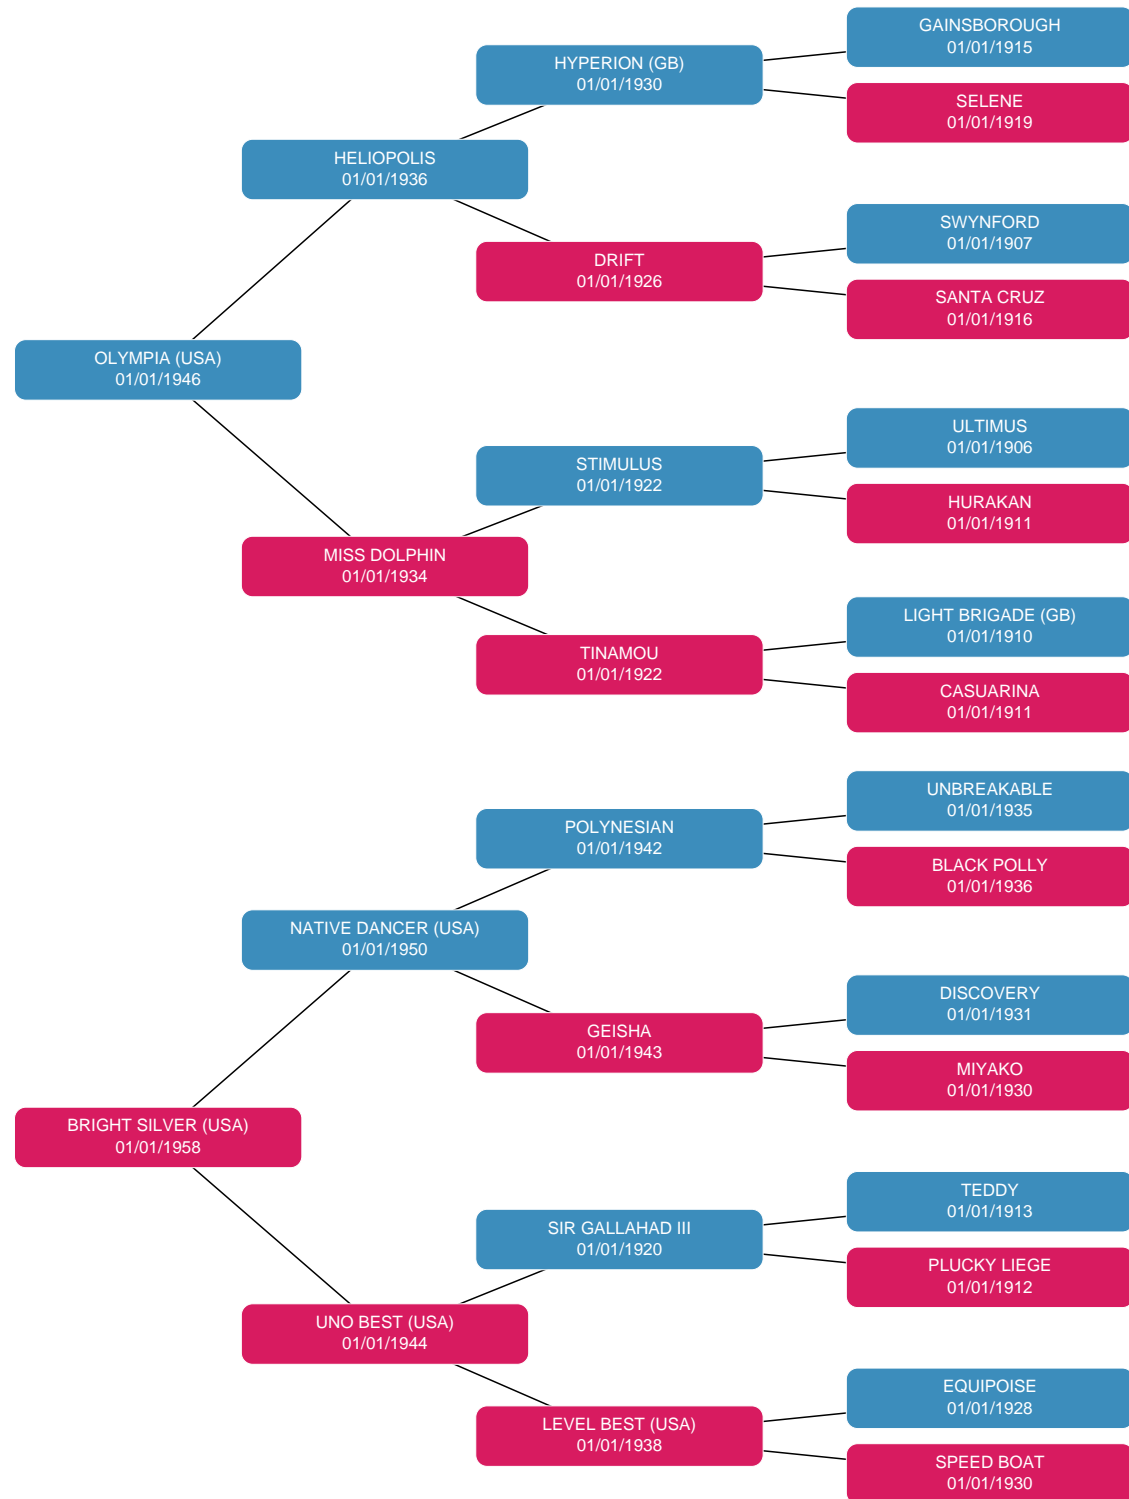 GAINSBOROUGH
01/01/1915
HYPERION (GB)
01/01/1930
SELENE
01/01/1919
HELIOPOLIS
01/01/1936
SWYNFORD
01/01/1907
DRIFT
01/01/1926
SANTA CRUZ
01/01/1916
OLYMPIA (USA)
01/01/1946
ULTIMUS
01/01/1906
STIMULUS
01/01/1922
HURAKAN
01/01/1911
MISS DOLPHIN
01/01/1934
LIGHT BRIGADE (GB)
01/01/1910
TINAMOU
01/01/1922
CASUARINA
01/01/1911
UNBREAKABLE
01/01/1935
POLYNESIAN
01/01/1942
BLACK POLLY
01/01/1936
NATIVE DANCER (USA)
01/01/1950
DISCOVERY
01/01/1931
GEISHA
01/01/1943
MIYAKO
01/01/1930
BRIGHT SILVER (USA)
01/01/1958
TEDDY
01/01/1913
SIR GALLAHAD III
01/01/1920
PLUCKY LIEGE
01/01/1912
UNO BEST (USA)
01/01/1944
EQUIPOISE
01/01/1928
LEVEL BEST (USA)
01/01/1938
SPEED BOAT
01/01/1930